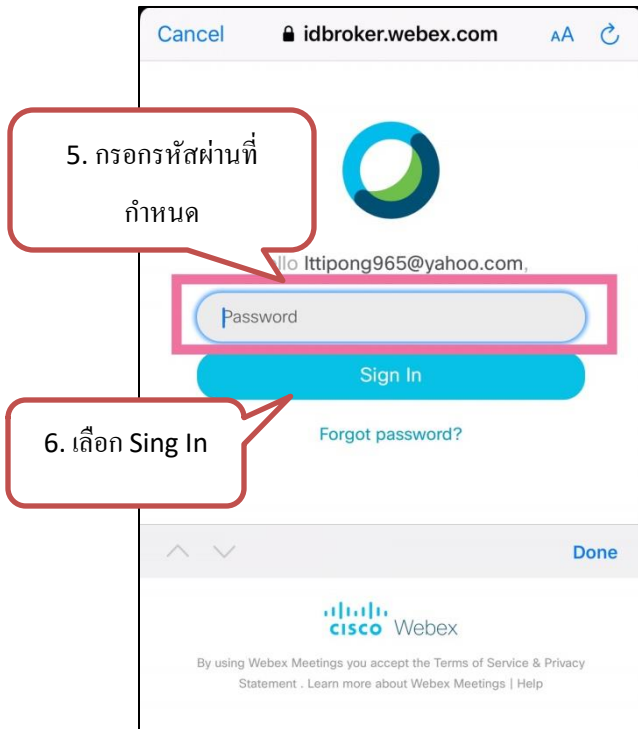 Cancel idbroker.webex.com AA
5. กรอกรหัสผ่านที่
กำหนด
llo Ittipong965@yahoo.com,
Password
Sign In
6. เลือก Sing In
Forgot password?
Done
CISCO Webex
By using Webex Meetings you accept the Terms of Service & Privacy
Statement . Learn more about Webex Meetings | Help